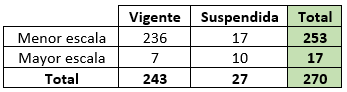 Vigente Suspendida Total
Menor escala 236 17 253
Mayor escala 7 10 17
Total 243 27 270